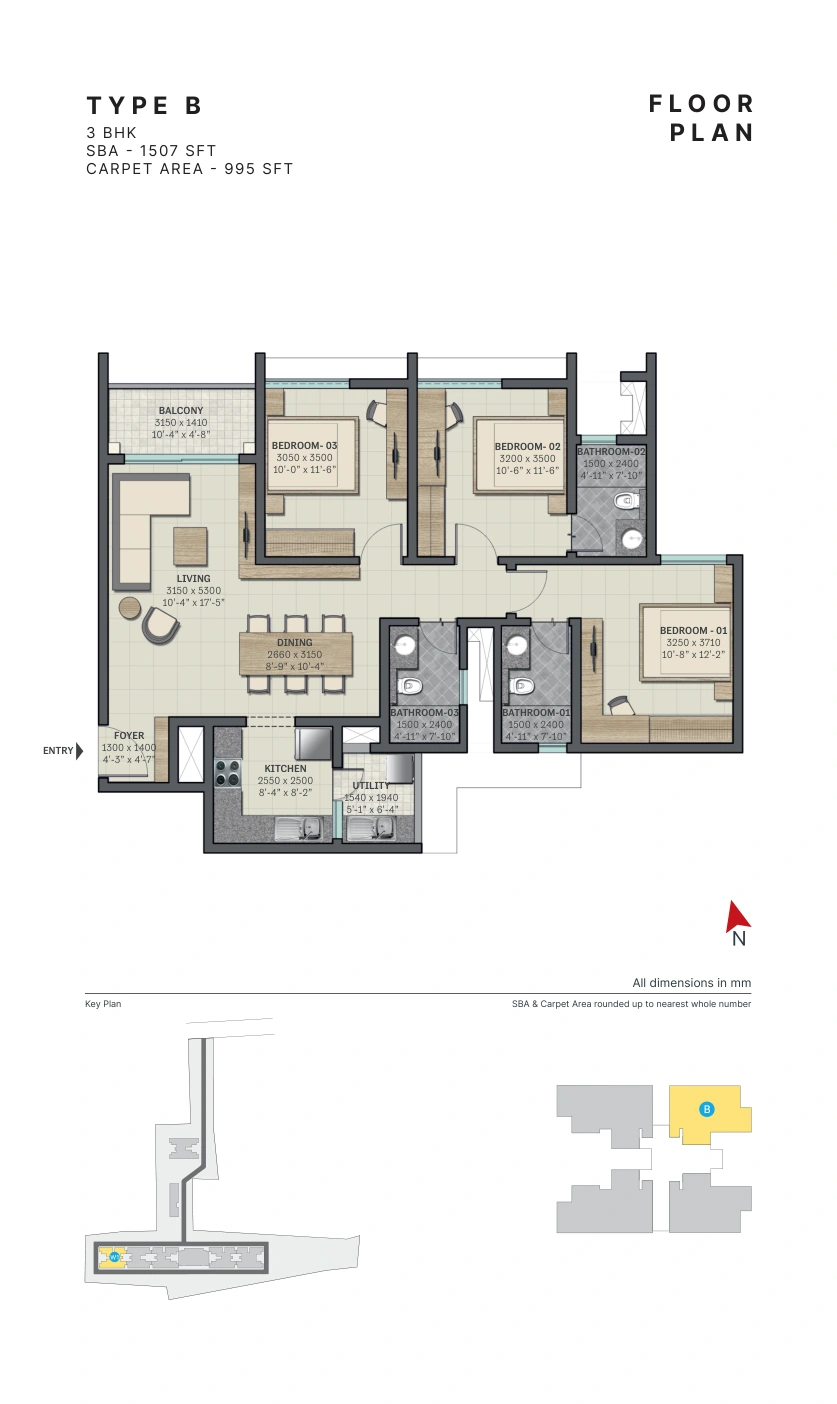 TYPE B
3 BHK
SBA - 1507 SFT
CARPET AREA - 995 SFT
FLOOR
PLAN
BALCONY
3150 x 1410
10'-4" x 4'-8"
BEDROOM- 03
3050 x 3500
10'-0" x 11'-6"
BEDROOM- 02
3200 x 3500
10'-6" x 11'-6"
BATHROOM-02
1500 x 2400
4'-11" x 7'-10"
LIVING
3150 x 5300
10'-4" x 17'-5"
DINING
2660 x 3150
8'-9" x 10'-4"
BEDROOM - 01
3250 x 3710
10'-8" x 12'-2"
BATHROOM-03
1500 x 2400
4'-11" x 7'-10"
BATHROOM-01
1500 x 2400
4'-11" x 7'-10"
ENTRY
FOYER
1300 x 1400
4'-3" x 4'-7"
KITCHEN
2550 x 2500
8'-4" x 8'-2"
UTILITY
1540 x 1940
5'-1" x 6'-4"
N
All dimensions in mm
Key Plan
SBA & Carpet Area rounded up to nearest whole number
B